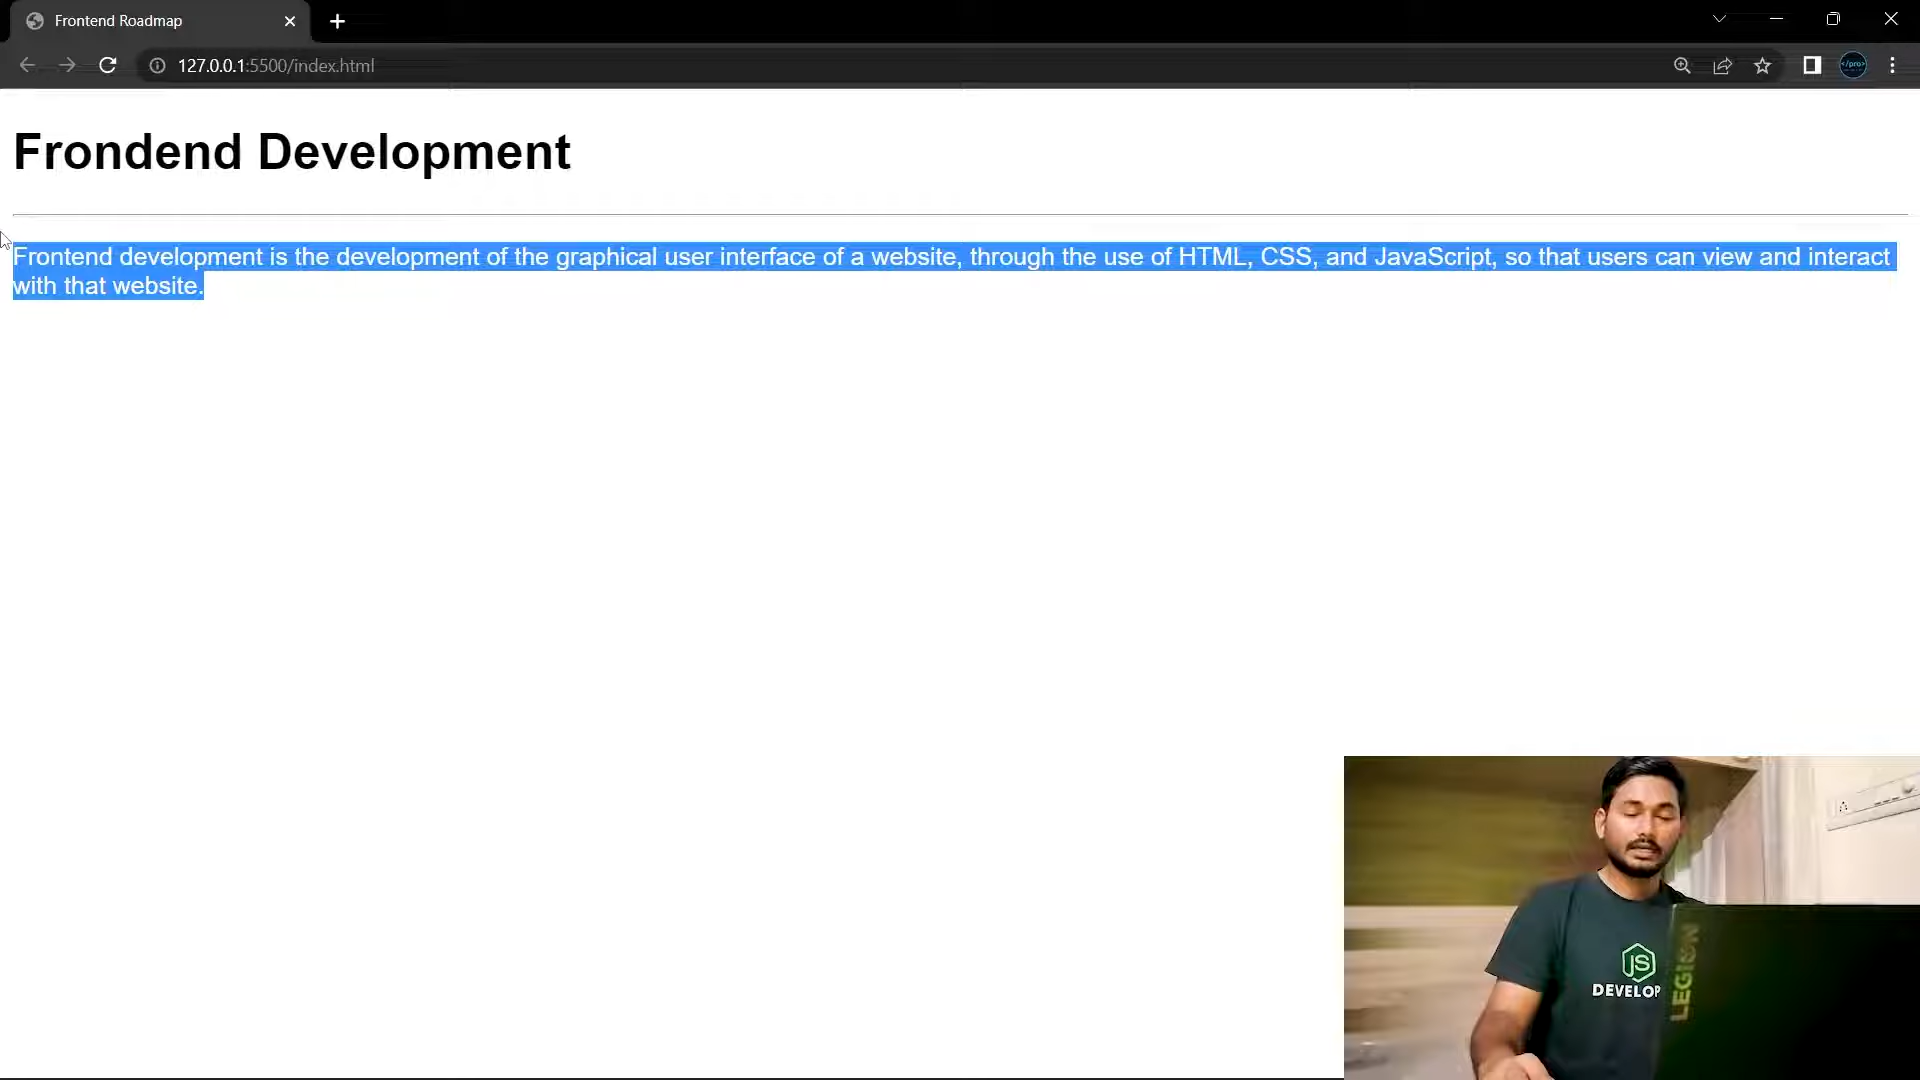 Frontend Roadmap
127.0.0.1:5500/index.html
</pro>
Frondend Development
Frontend development is the development of the graphical user interface of a website, through the use of HTML, CSS, and JavaScript, so that users can view and interact
with that website.
JS
DEVELOP
LEGION